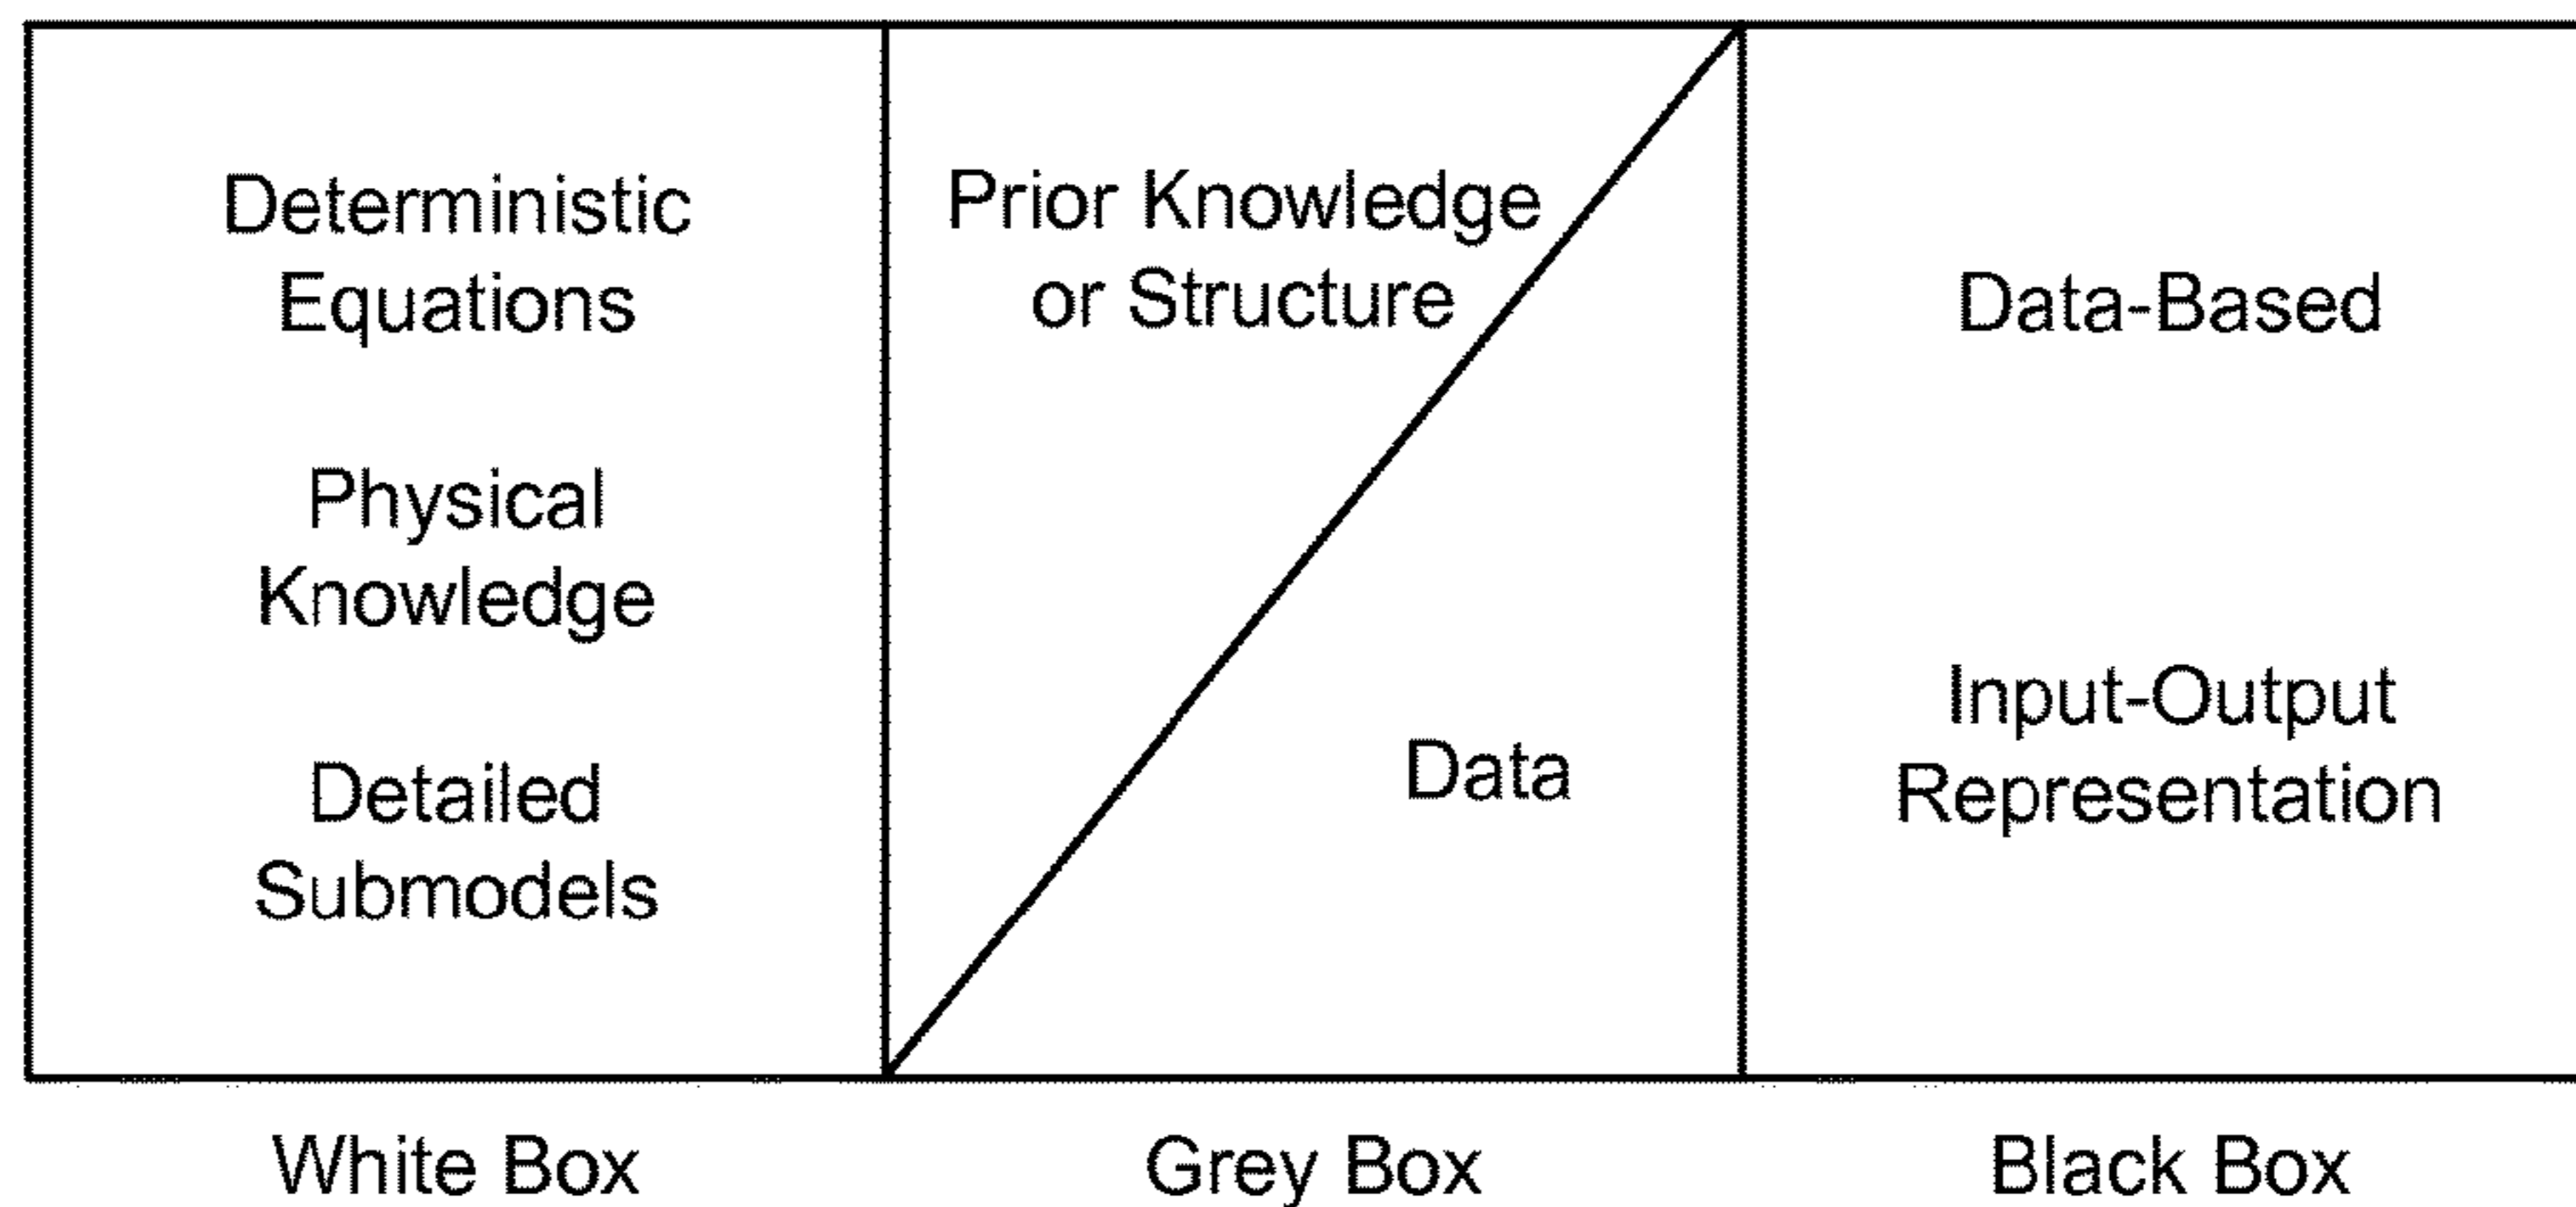 Deterministic
Equations
Physical
Knowledge
Detailed
Submodels
Prior Knowledge
or Structure
Data
Data-Based
Input-Output
Representation
White Box
Grey Box
Black Box